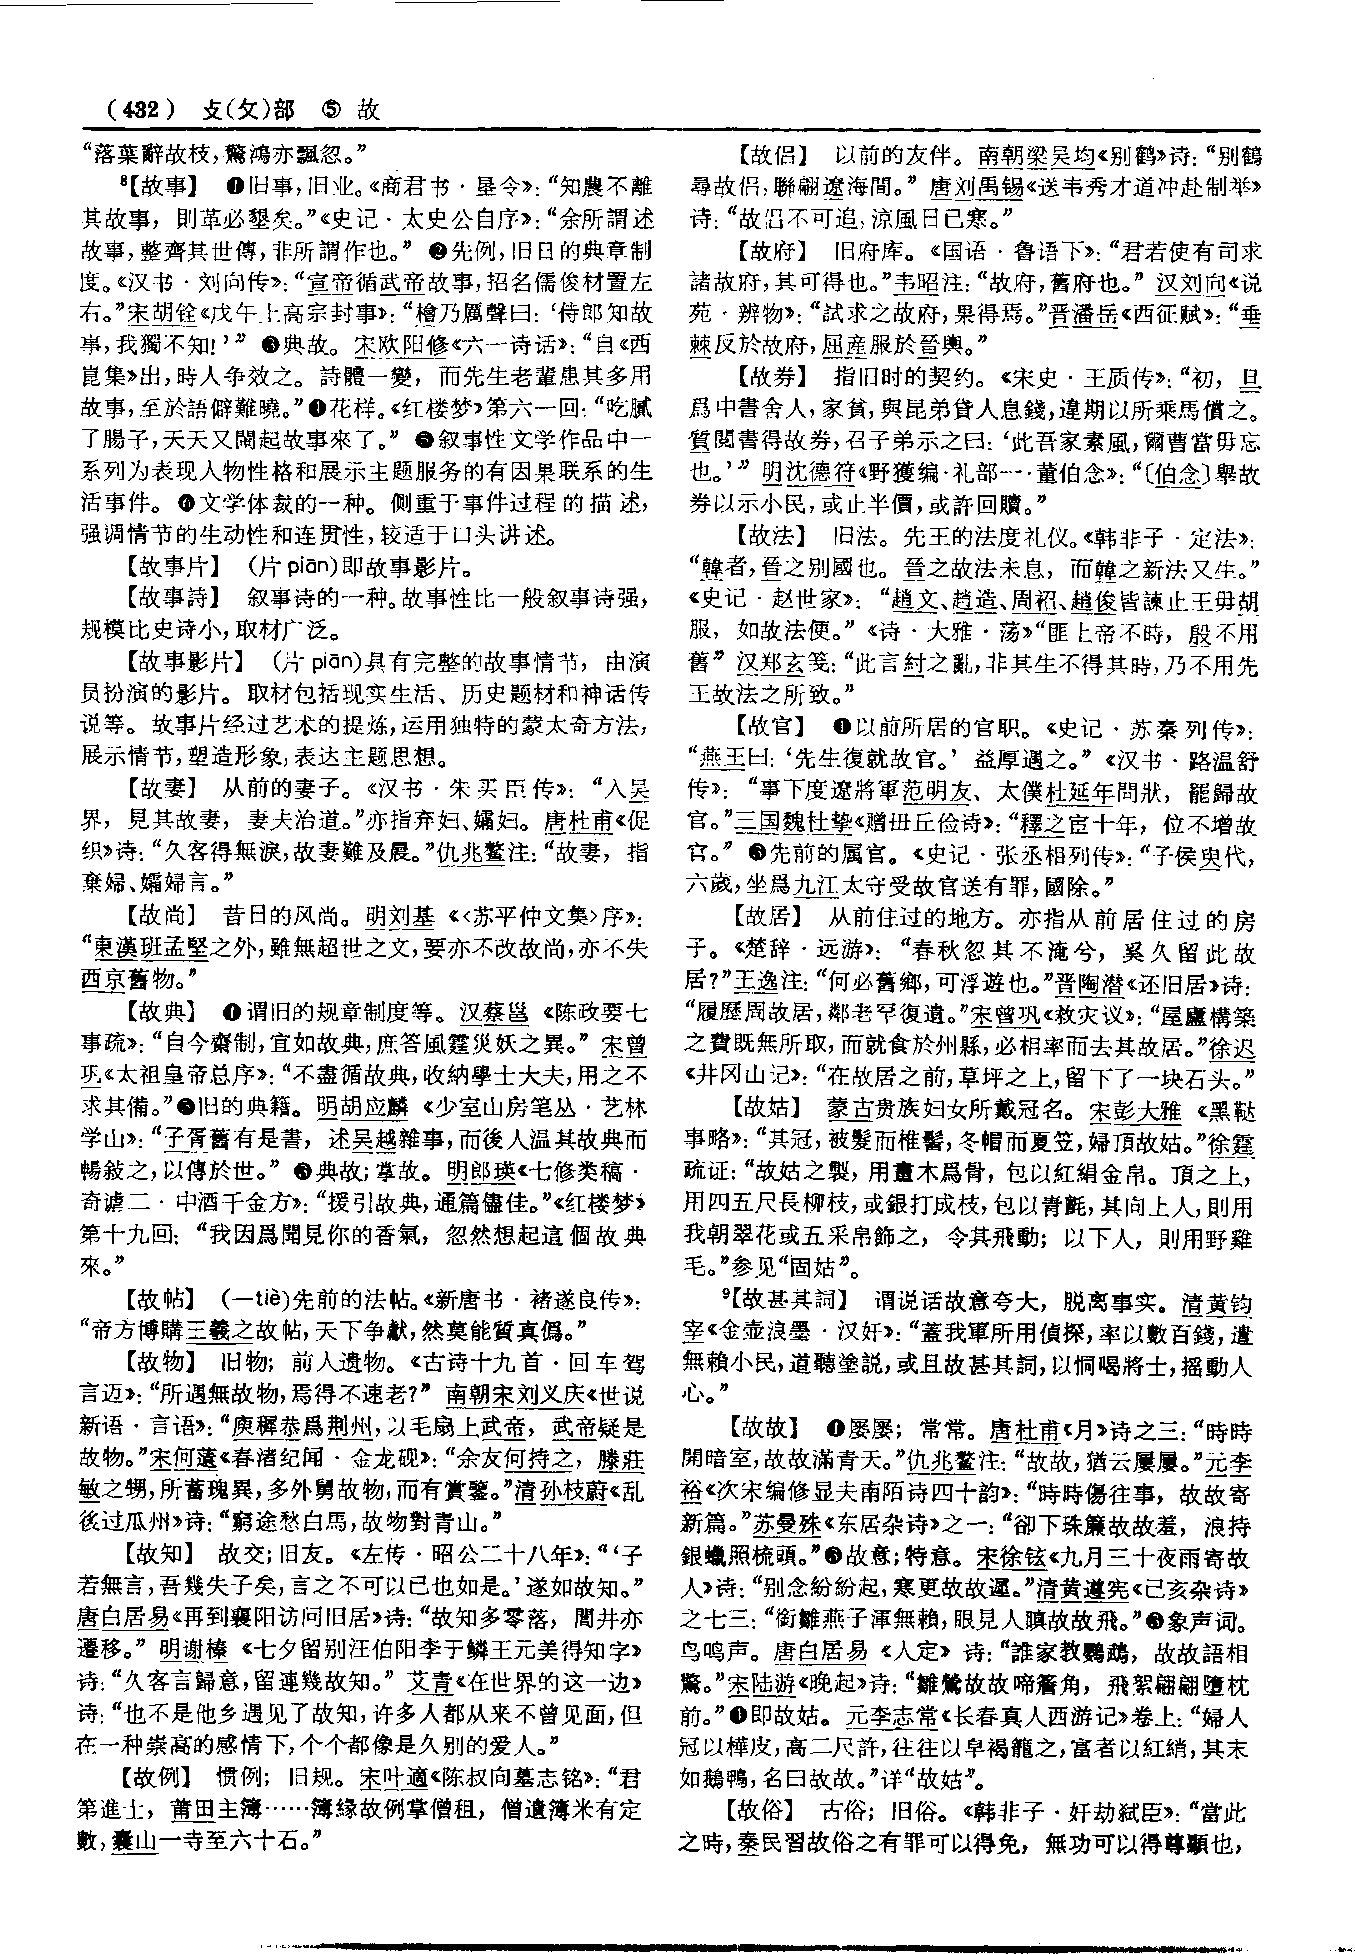 (432) 攴(攵)部 ⑤ 故
“落葉辭故枝，驚鴻亦飄忽。”
⁸【故事】 ❶旧事，旧业。《商君书·垦令》：“知農不離
其故事，則草必墾矣。”《史记·太史公自序》：“余所謂述
故事，整齊其世傳，非所謂作也。” ❷先例，旧日的典章制
度。《汉书·刘向传》：“宣帝循武帝故事，招名儒俊材置左
右。”宋胡铨《戊午上高宗封事》：“檜乃厲聲曰：‘侍郎知故
事，我獨不知！’” ❸典故。宋欧阳修《六一诗话》：“自《西
崑集》出，時人争效之。詩體一變，而先生老輩患其多用
故事，至於語僻難曉。”❹花样。《红楼梦》第六一回：“吃膩
了腸子，天天又鬧起故事來了。” ❺叙事性文学作品中一
系列为表现人物性格和展示主题服务的有因果联系的生
活事件。❻文学体裁的一种。侧重于事件过程的描述，
强调情节的生动性和连贯性，较适于口头讲述。
【故事片】 (片 piān)即故事影片。
【故事詩】 叙事诗的一种。故事性比一般叙事诗强，
规模比史诗小，取材广泛。
【故事影片】 (片 piān)具有完整的故事情节，由演
员扮演的影片。取材包括现实生活、历史题材和神话传
说等。故事片经过艺术的提炼，运用独特的蒙太奇方法，
展示情节，塑造形象，表达主题思想。
【故妻】 从前的妻子。《汉书·朱买臣传》：“入吴
界，見其故妻，妻夫治道。”亦指弃妇、孀妇。唐杜甫《促
织》诗：“久客得無淚，故妻難及晨。”仇兆鳌注：“故妻，指
棄婦、孀婦言。”
【故尚】 昔日的风尚。明刘基《〈苏平仲文集〉序》：
“東漢班孟堅之外，雖無超世之文，要亦不改故尚，亦不失
西京舊物。”
【故典】 ❶谓旧的规章制度等。汉蔡邕《陈政要七
事疏》：“自今齋制，宜如故典，庶答風霆災妖之異。” 宋曾
巩《太祖皇帝总序》：“不盡循故典，收納學士大夫，用之不
求其備。”❷旧的典籍。明胡应麟《少室山房笔丛·艺林
学山》：“子胥舊有是書，述吴越雜事，而後人温其故典而
暢敍之，以傳於世。” ❸典故；掌故。明郎瑛《七修类稿·
奇谑二·中酒千金方》：“援引故典，通篇儘佳。”《红楼梦》
第十九回：“我因爲聞見你的香氣，忽然想起這個故典
來。”
【故帖】 (—tiè)先前的法帖。《新唐书·褚遂良传》：
“帝方博購王羲之故帖，天下争獻，然莫能質真僞。”
【故物】 旧物；前人遗物。《古诗十九首·回车驾
言迈》：“所遇無故物，焉得不速老？” 南朝宋刘义庆《世说
新语·言语》：“庾穉恭爲荆州，以毛扇上武帝，武帝疑是
故物。”宋何薳《春渚纪闻·金龙砚》：“余友何持之，滕莊
敏之甥，所蓄瑰異，多外舅故物，而有賞鑒。”清孙枝蔚《乱
後过瓜州》诗：“窮途愁白馬，故物對青山。”
【故知】 故交；旧友。《左传·昭公二十八年》：“‘子
若無言，吾幾失子矣，言之不可以已也如是。’遂如故知。”
唐白居易《再到襄阳访问旧居》诗：“故知多零落，閭井亦
遷移。” 明谢榛《七夕留别汪伯阳李于鳞王元美得知字》
诗：“久客言歸意，留連幾故知。” 艾青《在世界的这一边》
诗：“也不是他乡遇见了故知，许多人都从来不曾见面，但
在一种崇高的感情下，个个都像是久别的爱人。”
【故例】 惯例；旧规。宋叶適《陈叔向墓志铭》：“君
第進士，莆田主簿……簿緣故例掌僧租，僧遺簿米有定
數，囊山一寺至六十石。”
【故侣】 以前的友伴。南朝梁吴均《别鹤》诗：“别鶴
尋故侣，聯翩遼海間。” 唐刘禹锡《送韦秀才道冲赴制举》
诗：“故侣不可追，涼風日已寒。”
【故府】 旧府库。《国语·鲁语下》：“君若使有司求
諸故府，其可得也。”韦昭注：“故府，舊府也。” 汉刘向《说
苑·辨物》：“試求之故府，果得焉。”晋潘岳《西征赋》：“垂
棘反於故府，屈産服於晉輿。”
【故券】 指旧时的契约。《宋史·王质传》：“初，旦
爲中書舍人，家貧，與昆弟貸人息錢，違期以所乘馬償之。
質閲書得故券，召子弟示之曰：‘此吾家素風，爾曹當毋忘
也。’” 明沈德符《野獲编·礼部一·董伯念》：“〔伯念〕舉故
券以示小民，或止半價，或許回贖。”
【故法】 旧法。先王的法度礼仪。《韩非子·定法》：
“韓者，晉之别國也。晉之故法未息，而韓之新法又生。”
《史记·赵世家》：“趙文、趙造、周袑、趙俊皆諫止王毋胡
服，如故法便。”《诗·大雅·荡》“匪上帝不時，殷不用
舊” 汉郑玄笺：“此言紂之亂，非其生不得其時，乃不用先
王故法之所致。”
【故官】 ❶以前所居的官职。《史记·苏秦列传》：
“燕王曰：‘先生復就故官。’益厚遇之。”《汉书·路温舒
传》：“事下度遼將軍范明友、太僕杜延年問狀，罷歸故
官。”三国魏杜挚《赠毌丘俭诗》：“釋之宦十年，位不增故
官。” ❷先前的属官。《史记·张丞相列传》：“子侯臾代，
六歲，坐爲九江太守受故官送有罪，國除。”
【故居】 从前住过的地方。亦指从前居住过的房
子。《楚辞·远游》：“春秋忽其不淹兮，奚久留此故
居？”王逸注：“何必舊鄉，可浮遊也。”晋陶潜《还旧居》诗：
“履歷周故居，鄰老罕復遺。”宋曾巩《救灾议》：“屋廬構築
之費既無所取，而就食於州縣，必相率而去其故居。”徐迟
《井冈山记》：“在故居之前，草坪之上，留下了一块石头。”
【故姑】 蒙古贵族妇女所戴冠名。宋彭大雅《黑鞑
事略》：“其冠，被髮而椎髻，冬帽而夏笠，婦頂故姑。”徐霆
疏证：“故姑之製，用畫木爲骨，包以紅絹金帛。頂之上，
用四五尺長柳枝，或銀打成枝，包以青氈，其向上人，則用
我朝翠花或五采帛飾之，令其飛動；以下人，則用野雞
毛。”参见“固姑”。
⁹【故甚其詞】 谓说话故意夸大，脱离事实。清黄钧
宰《金壶浪墨·汉奸》：“蓋我軍所用偵探，率以數百錢，遣
無賴小民，道聽塗説，或且故甚其詞，以恫喝將士，摇動人
心。”
【故故】 ❶屡屡；常常。唐杜甫《月》诗之三：“時時
開暗室，故故滿青天。”仇兆鳌注：“故故，猶云屢屢。”元李
裕《次宋编修显夫南陌诗四十韵》：“時時傷往事，故故寄
新篇。”苏曼殊《东居杂诗》之一：“卻下珠簾故故羞，浪持
銀蠟照梳頭。”❷故意；特意。宋徐铉《九月三十夜雨寄故
人》诗：“别念紛紛起，寒更故故遲。”清黄遵宪《己亥杂诗》
之七三：“銜雛燕子渾無賴，眼見人瞋故故飛。”❸象声词。
鸟鸣声。唐白居易《人定》诗：“誰家教鸚鵡，故故語相
驚。”宋陆游《晚起》诗：“雛鶯故故啼簷角，飛絮翩翩墮枕
前。”❹即故姑。元李志常《长春真人西游记》卷上：“婦人
冠以樺皮，高二尺許，往往以皁褐籠之，富者以紅綃，其末
如鵝鴨，名曰故故。”详“故姑”。
【故俗】 古俗；旧俗。《韩非子·奸劫弑臣》：“當此
之時，秦民習故俗之有罪可以得免，無功可以得尊顯也，